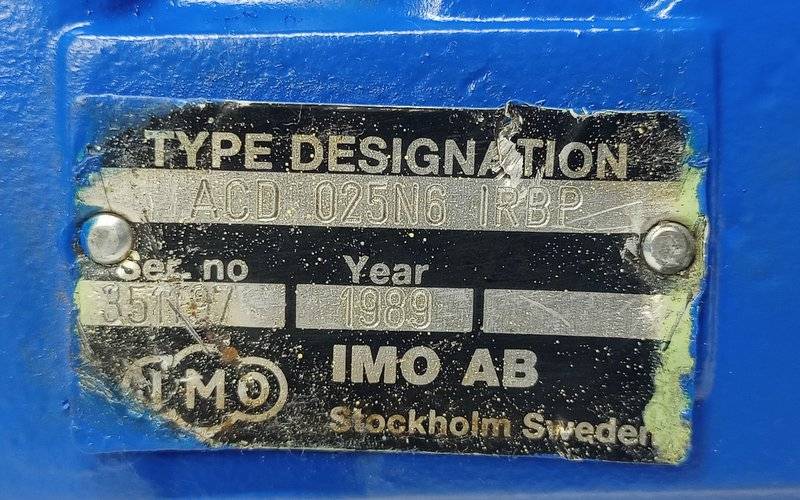 TYPE DESIGNATION
ACD 025N6 IRBP
Ser. no Year
1989
IMO IMO AB
Stockholm Sweden